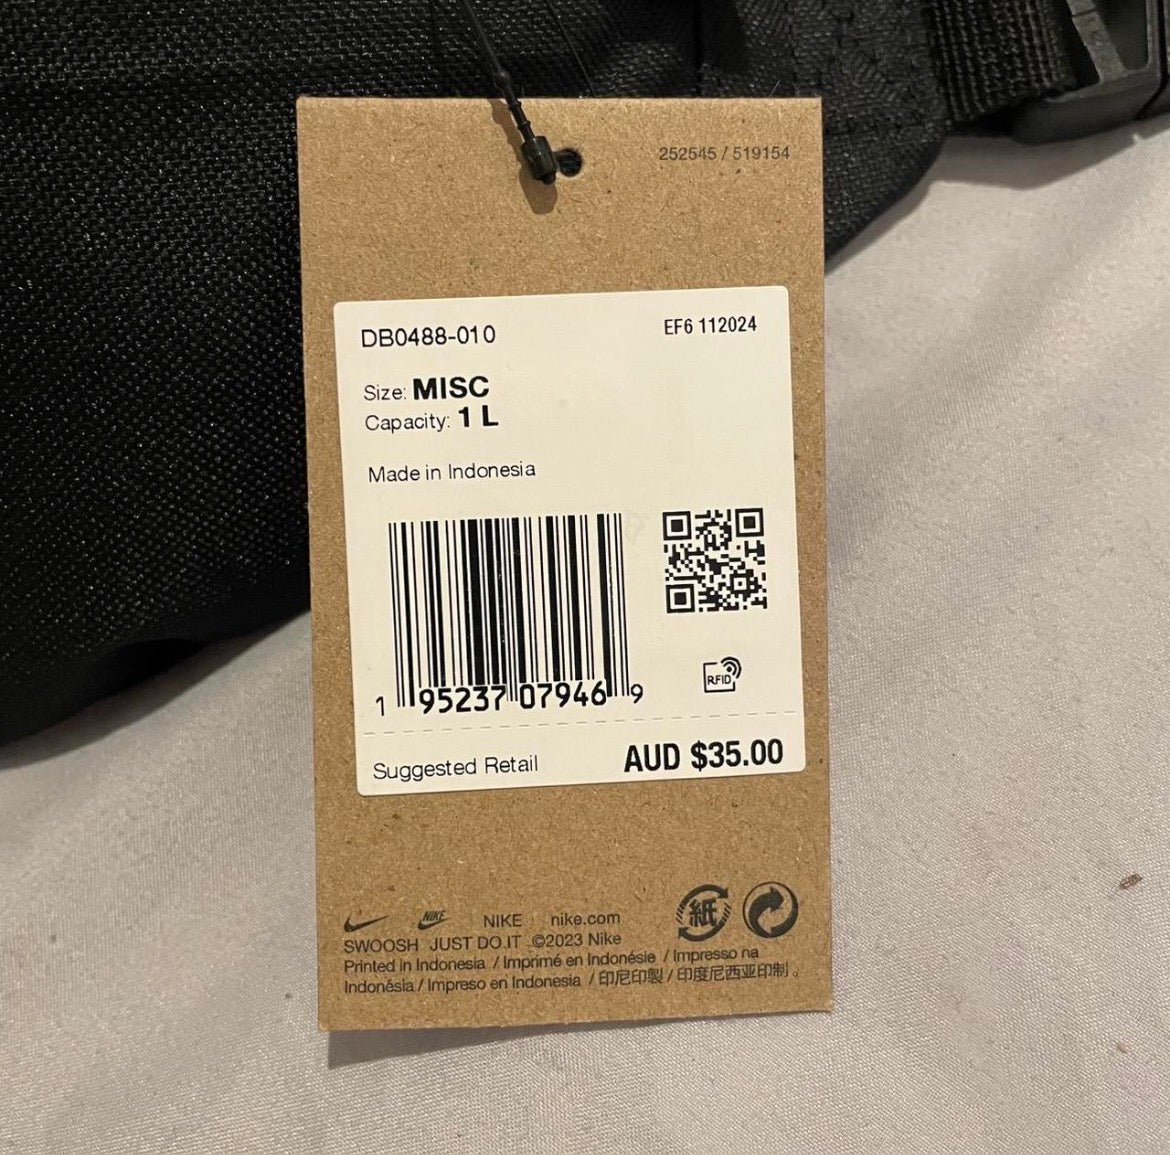 252545 / 519154
DB0488-010
EF6 112024
Size: MISC
Capacity: 1 L
Made in Indonesia
1 95237 07946 9
RFID
Suggested Retail AUD $35.00
NIKE NIKE nike.com
紙
SWOOSH JUST DO IT ©2023 Nike
Printed in Indonesia / Imprimé en Indonésie / Impresso na
Indonésia / Impreso en Indonesia / 印尼印製 / 印度尼西亚印制。